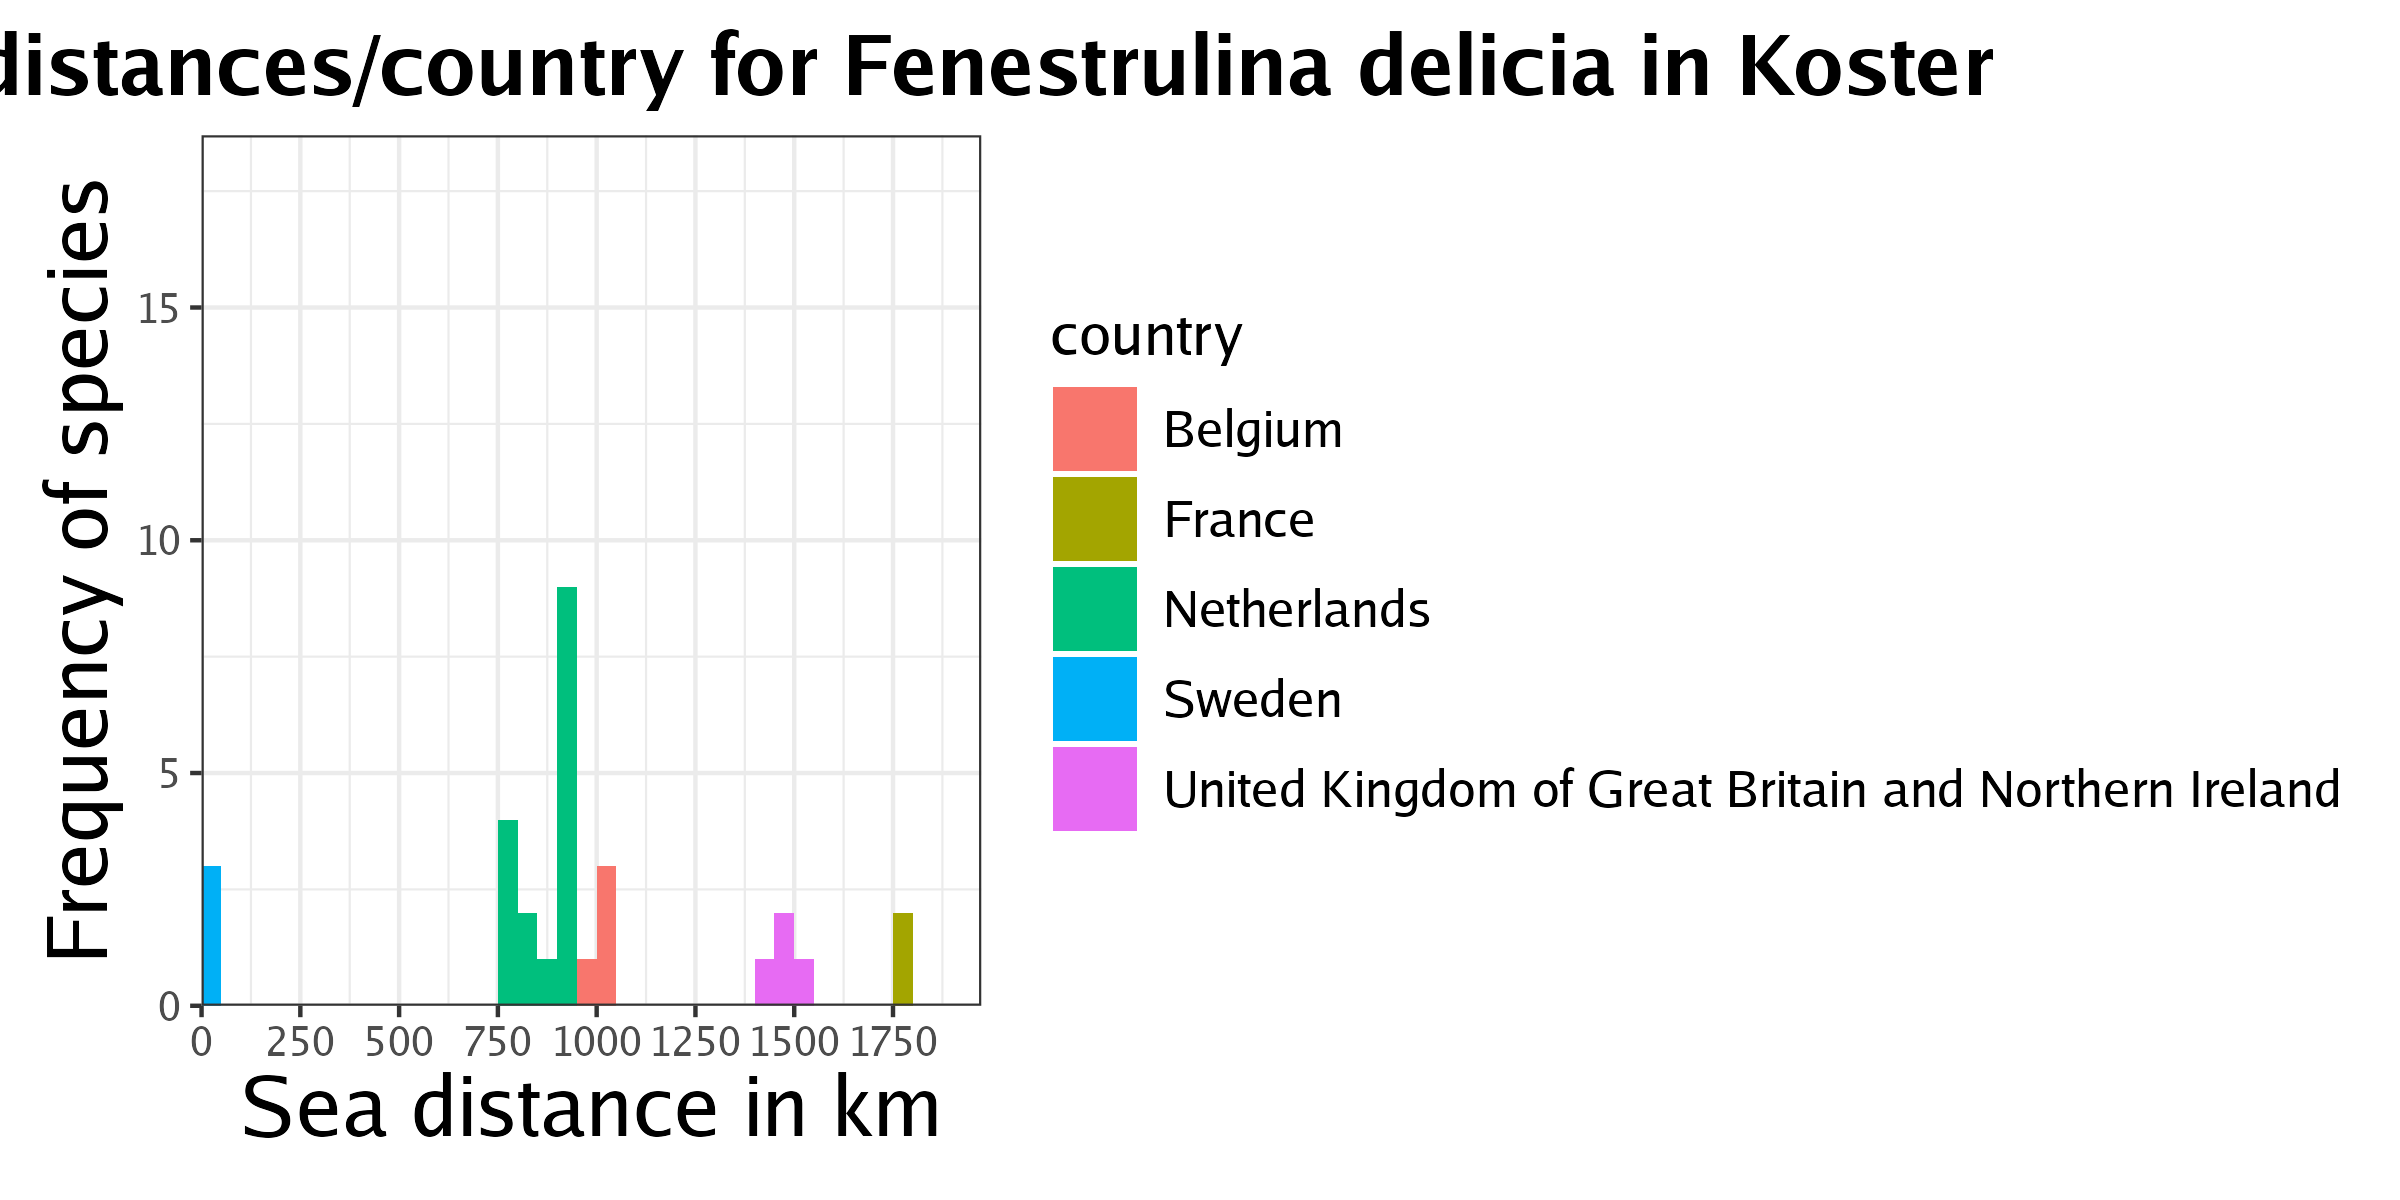 distances/country for Fenestrulina delicia in Koster
Frequency of species
15
10
5
0
0 250 500 750 1000 1250 1500 1750
Sea distance in km
country
Belgium
France
Netherlands
Sweden
United Kingdom of Great Britain and Northern Ireland